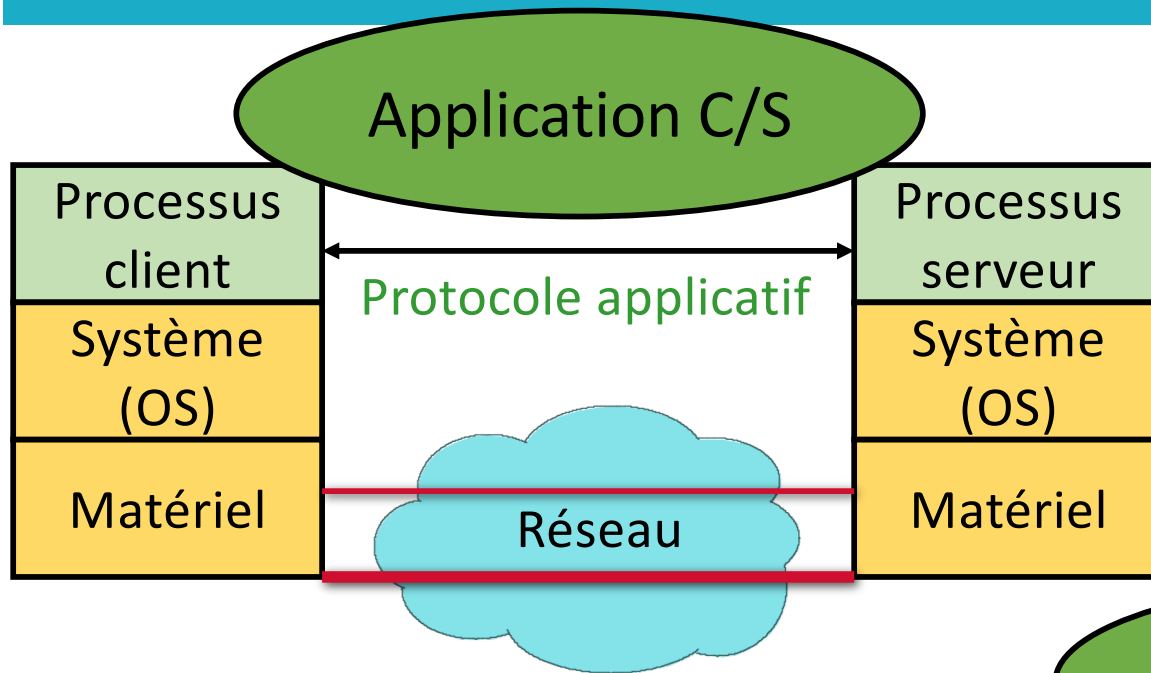 Application C/S
Processus
client
Processus
serveur
Protocole applicatif
Système
(OS)
Système
(OS)
Matériel
Réseau
Matériel